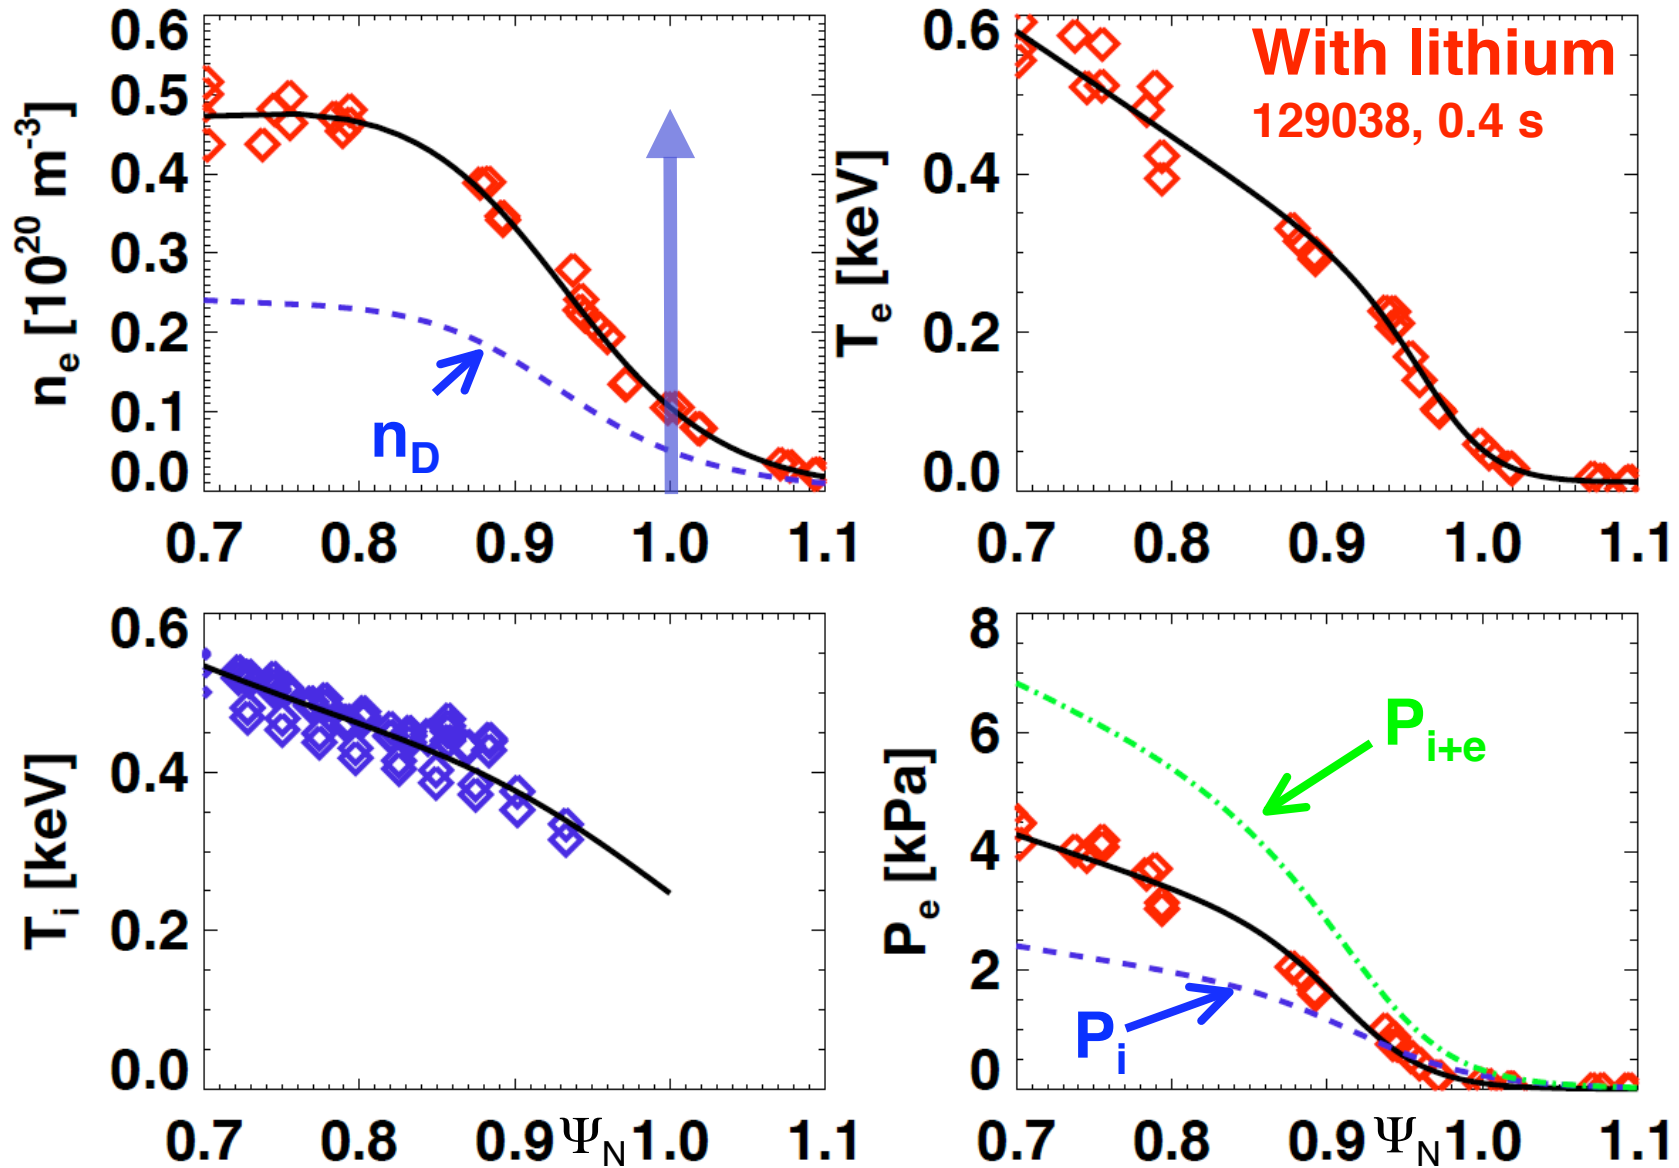 0.6
0.5
0.4
0.3
0.2
0.1
0.0
n_e [10^20 m^-3]
n_D
0.7 0.8 0.9 1.0 1.1
0.6
0.4
0.2
0.0
T_e [keV]
With lithium
129038, 0.4 s
0.7 0.8 0.9 1.0 1.1
0.6
0.4
0.2
0.0
T_i [keV]
0.7 0.8 0.9 Ψ_N 1.0 1.1
8
6
4
2
0
P_e [kPa]
P_i+e
P_i
0.7 0.8 0.9 Ψ_N 1.0 1.1